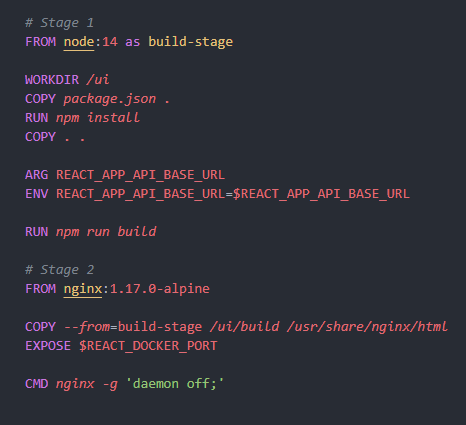 # Stage 1
FROM node:14 as build-stage
WORKDIR /ui
COPY package.json .
RUN npm install
COPY . .
ARG REACT_APP_API_BASE_URL
ENV REACT_APP_API_BASE_URL=$REACT_APP_API_BASE_URL
RUN npm run build
# Stage 2
FROM nginx:1.17.0-alpine
COPY --from=build-stage /ui/build /usr/share/nginx/html
EXPOSE $REACT_DOCKER_PORT
CMD nginx -g 'daemon off;'